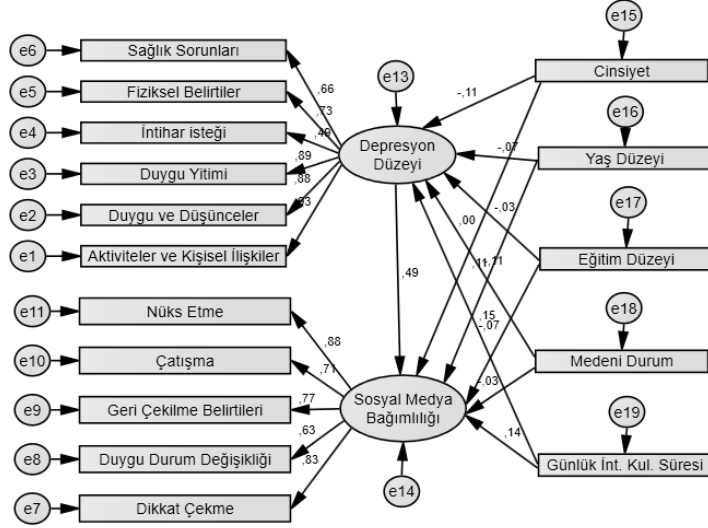 e15
e6
Sağlık Sorunları
e13
Cinsiyet
e5
Fiziksel Belirtiler
,66
-,11
e16
,73
e4
İntihar isteği
,49
Depresyon
Düzeyi
-,07
Yaş Düzeyi
e3
Duygu Yitimi
,89
,88
e17
e2
Duygu ve Düşünceler
-,03
,00
e1
Aktiviteler ve Kişisel İlişkiler
,49
,11
Eğitim Düzeyi
e11
Nüks Etme
e18
,15
-,07
,88
e10
Çatışma
,71
Medeni Durum
-,03
e9
Geri Çekilme Belirtileri
,77
Sosyal Medya
Bağımlılığı
e19
,63
,14
e8
Duygu Durum Değişikliği
,83
Günlük İnt. Kul. Süresi
e14
e7
Dikkat Çekme